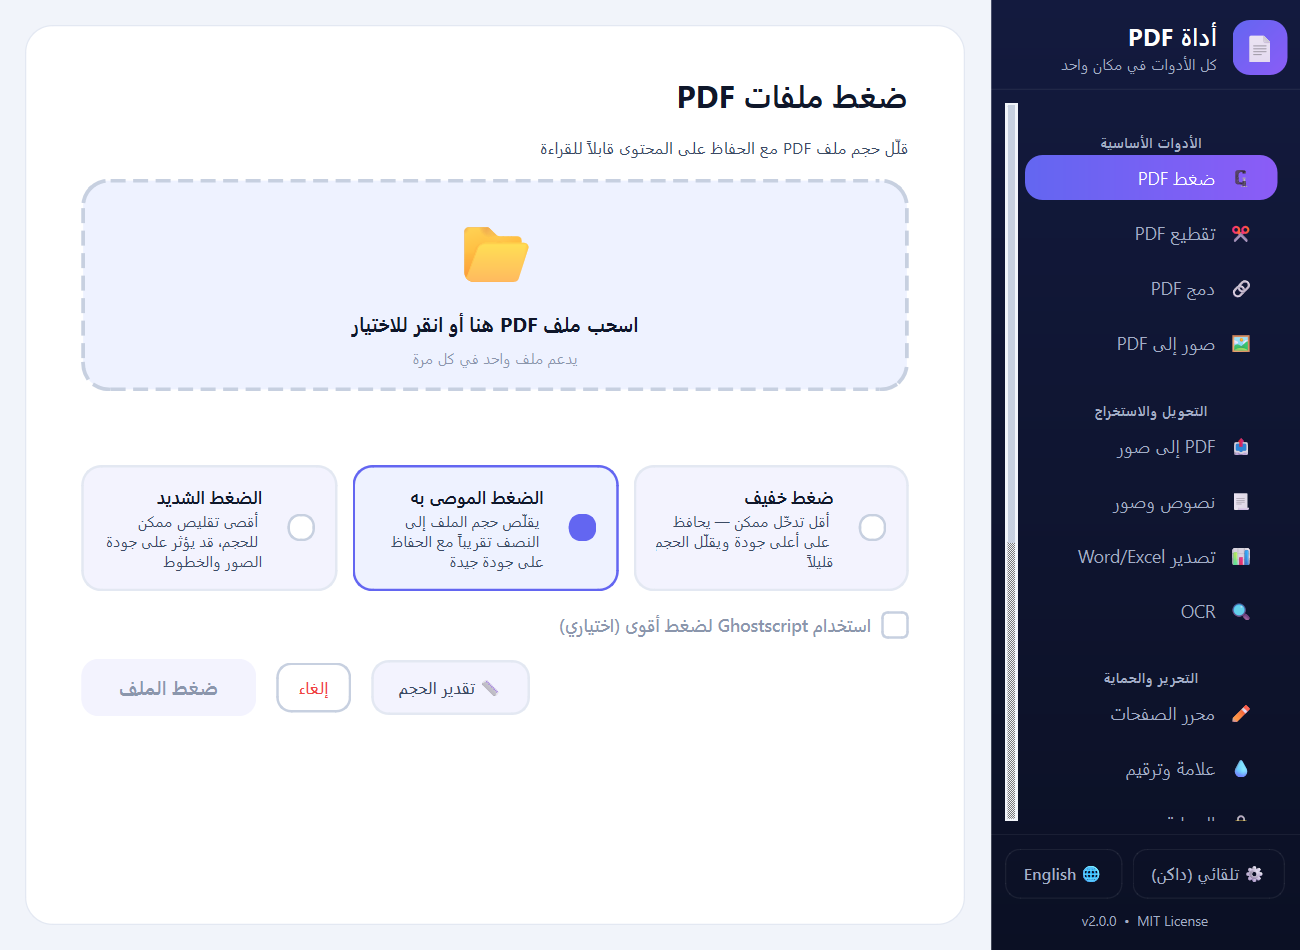 أداة PDF
كل الأدوات في مكان واحد
الأدوات الأساسية
ضغط PDF
تقطيع PDF
دمج PDF
صور إلى PDF
التحويل والاستخراج
PDF إلى صور
نصوص وصور
تصدير Word/Excel
OCR
التحرير والحماية
محرر الصفحات
علامة وترقيم
تلقائي (داكن)
English
v2.0.0 • MIT License
ضغط ملفات PDF
قلّل حجم ملف PDF مع الحفاظ على المحتوى قابلاً للقراءة
اسحب ملف PDF هنا أو انقر للاختيار
يدعم ملف واحد في كل مرة
ضغط خفيف
أقل تدخّل ممكن — يحافظ
على أعلى جودة ويقلّل الحجم
قليلاً
الضغط الموصى به
يقلّص حجم الملف إلى
النصف تقريباً مع الحفاظ
على جودة جيدة
الضغط الشديد
أقصى تقليص ممكن
للحجم، قد يؤثر على جودة
الصور والخطوط
استخدام Ghostscript لضغط أقوى (اختياري)
تقدير الحجم
إلغاء
ضغط الملف